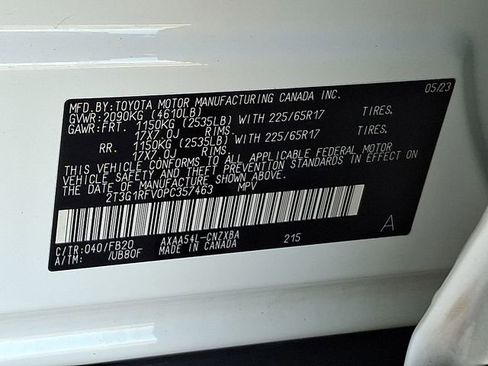 MFD. BY:TOYOTA MOTOR MANUFACTURING CANADA INC. 05/23
GVWR: 2090KG (4610LB)
GAWR:FRT. 1150KG (2535LB) WITH 225/65R17 TIRES.
17X7.0J RIMS.
RR. 1150KG (2535LB) WITH 225/65R17 TIRES.
17X7.0J RIMS.
THIS VEHICLE CONFORMS TO ALL APPLICABLE FEDERAL MOTOR
VEHICLE SAFETY AND THEFT PREVENTION STANDARDS IN EFFECT ON
THE DATE OF MANUFACTURE SHOWN ABOVE.
MPV
A
C/TR:040/FB20 AXAA54L-CNZXBA 215
A/TM: /UB80F MADE IN CANADA